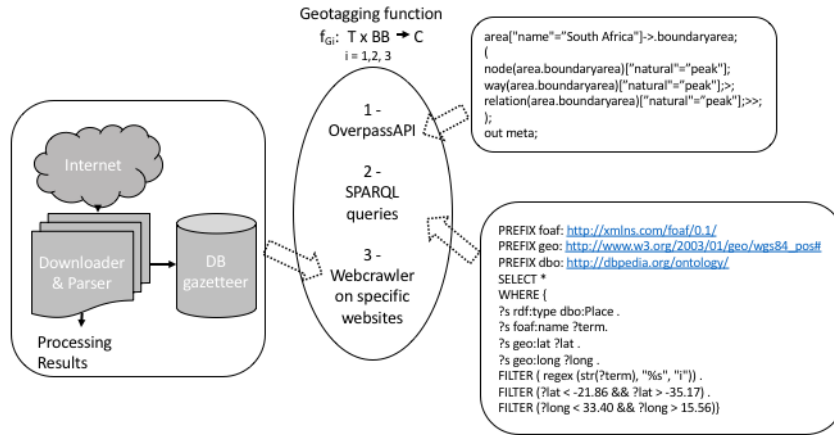 Geotagging function
fGi: T x BB → C
i = 1,2, 3
1 -
OverpassAPI
2 -
SPARQL
queries
3 -
Webcrawler
on specific
websites
Internet
Downloader
& Parser
DB
gazetteer
Processing
Results
area["name"="South Africa"]->.boundaryarea;
(
node(area.boundaryarea)["natural"="peak"];
way(area.boundaryarea)["natural"="peak"];>;
relation(area.boundaryarea)["natural"="peak"];>>;
);
out meta;
PREFIX foaf: http://xmlns.com/foaf/0.1/
PREFIX geo: http://www.w3.org/2003/01/geo/wgs84_pos#
PREFIX dbo: http://dbpedia.org/ontology/
SELECT *
WHERE {
?s rdf:type dbo:Place .
?s foaf:name ?term.
?s geo:lat ?lat .
?s geo:long ?long .
FILTER ( regex (str(?term), "%s", "i")) .
FILTER (?lat < -21.86 && ?lat > -35.17) .
FILTER (?long < 33.40 && ?long > 15.56)}